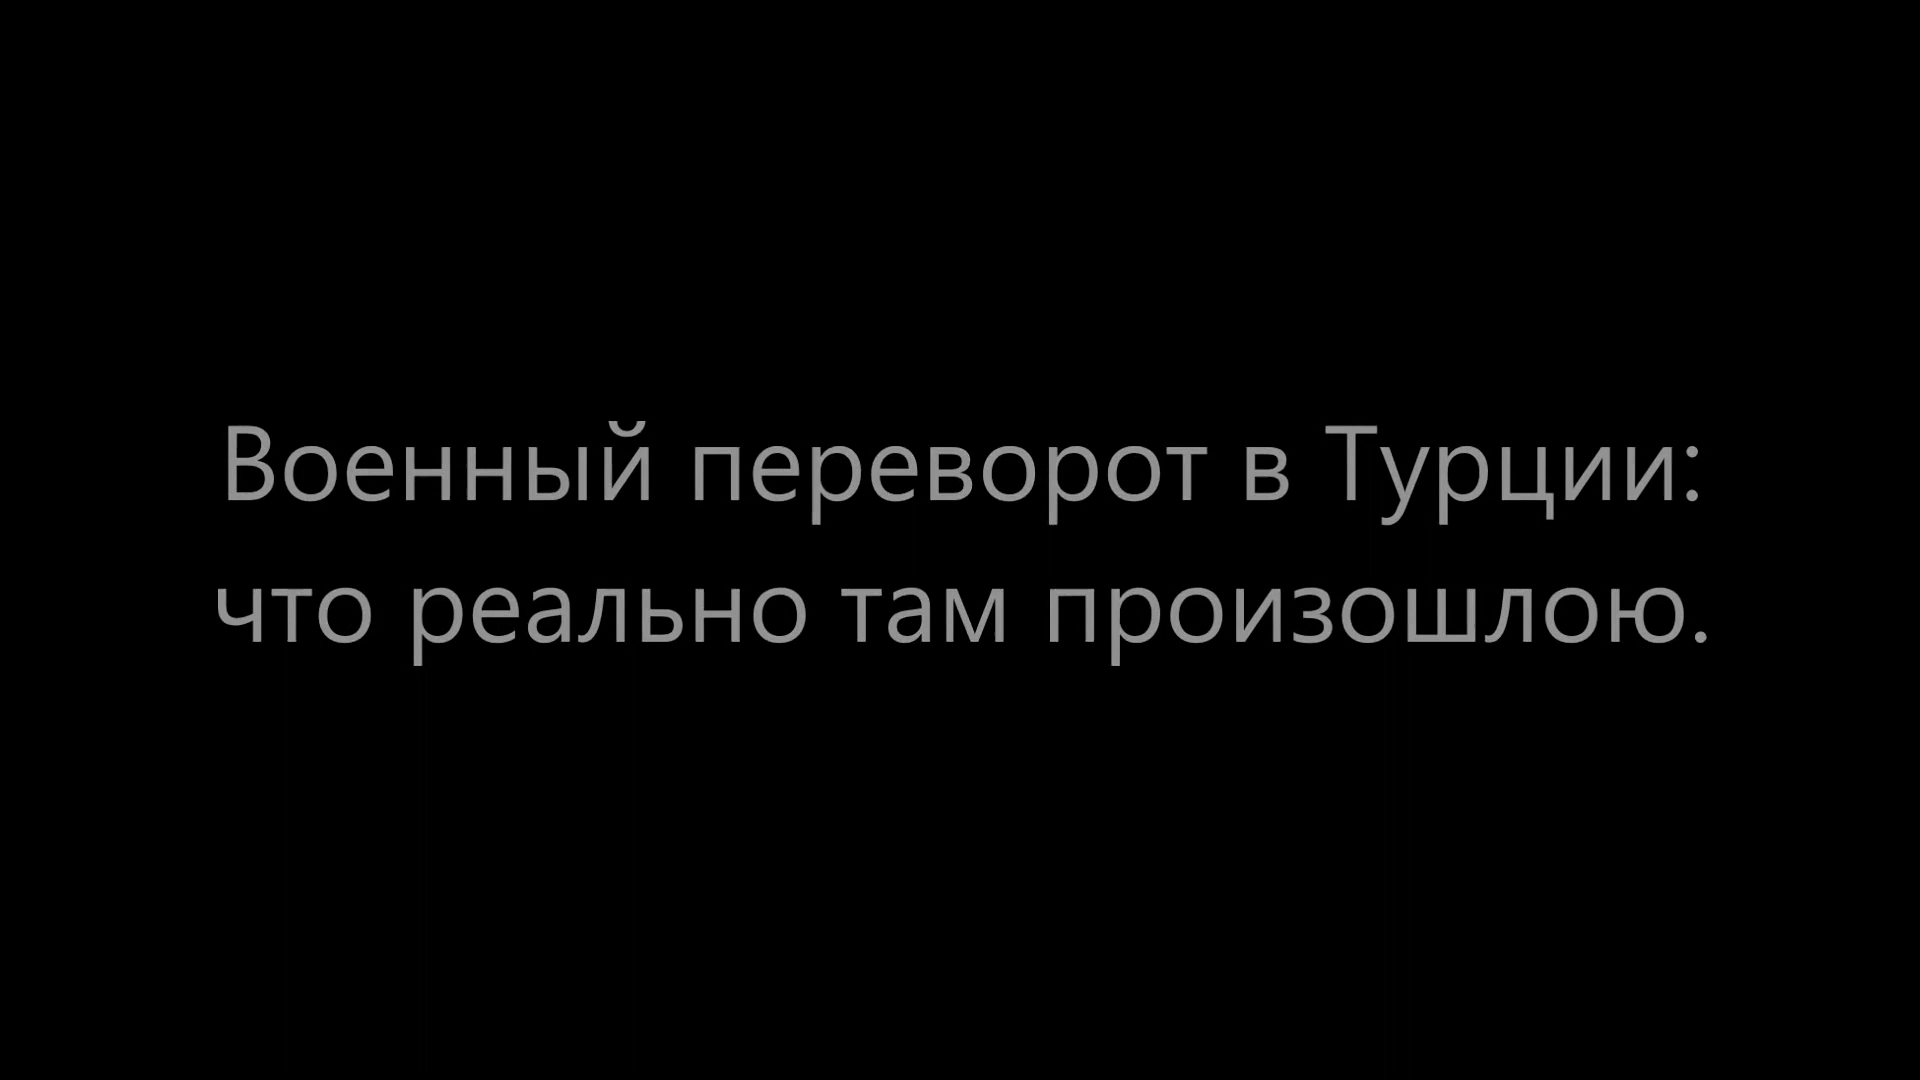 Военный переворот в Турции:
что реально там произошлою.